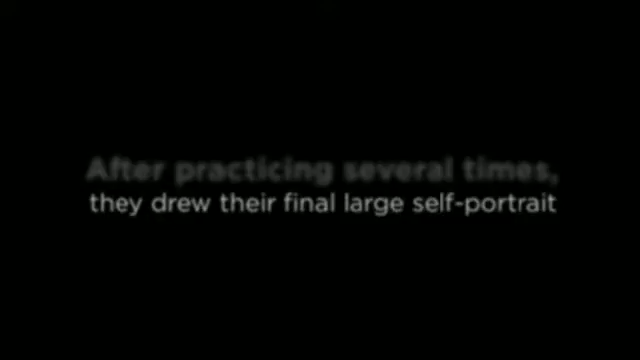 After practicing several times,
they drew their final large self-portrait